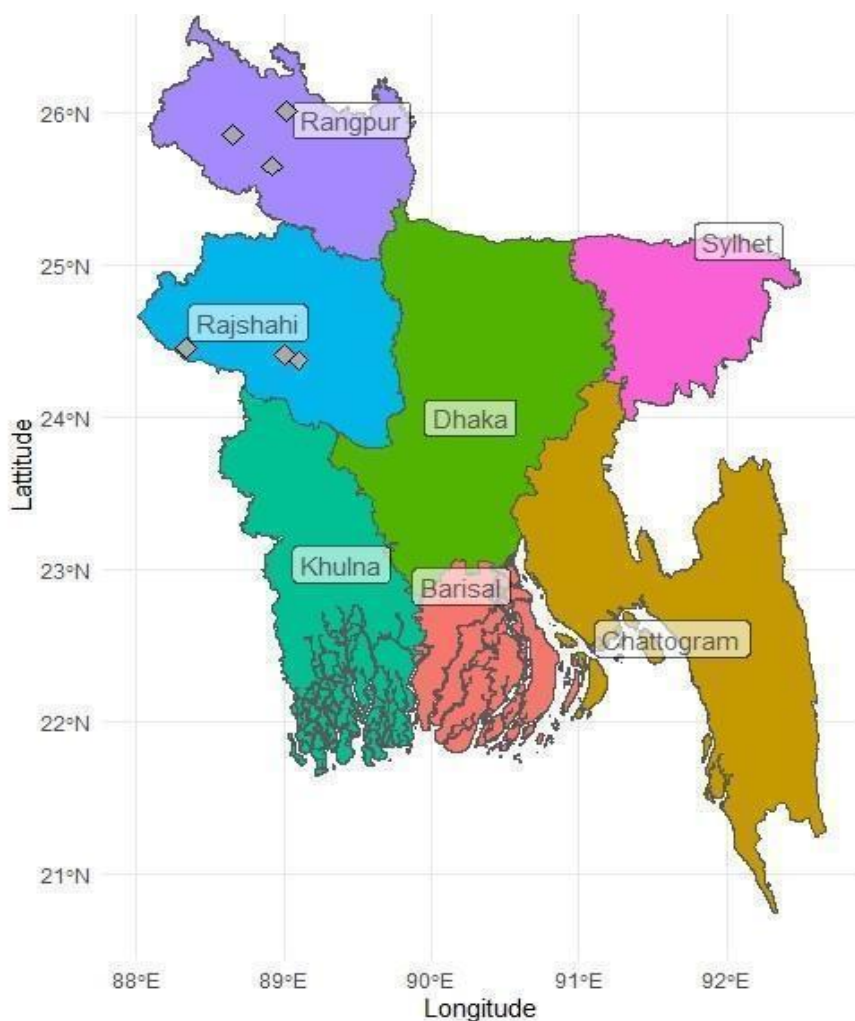 26°N
Rangpur
25°N
Sylhet
Rajshahi
24°N
Dhaka
Lattitude
23°N
Khulna
Barisal
Chattogram
22°N
21°N
88°E 89°E 90°E 91°E 92°E
Longitude